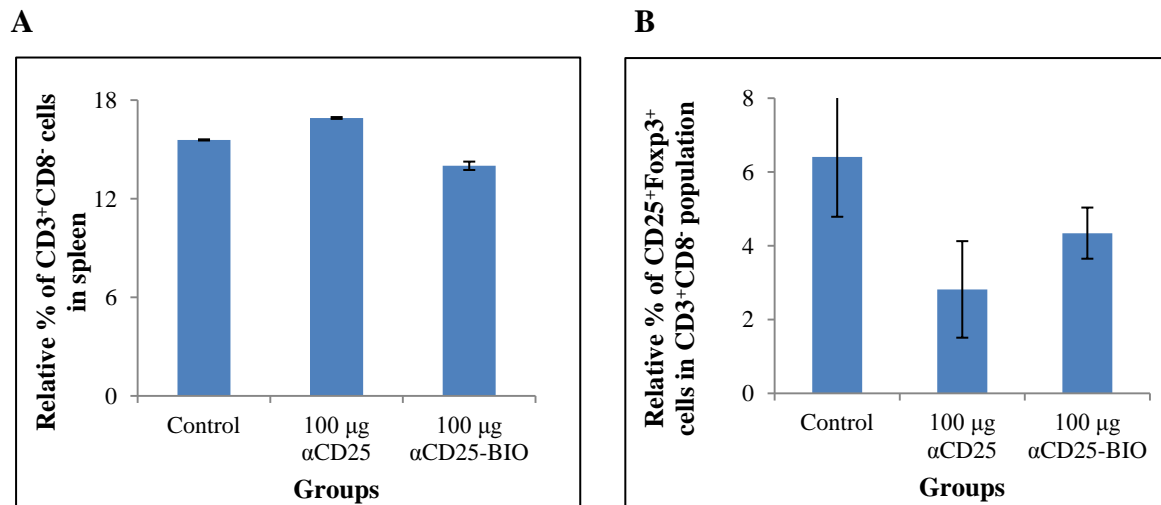 A
Relative % of CD3⁺CD8⁻ cells
in spleen
18
12
6
0
Control
100 µg
αCD25
100 µg
αCD25-BIO
Groups
B
Relative % of CD25⁺Foxp3⁺
cells in CD3⁺CD8⁻ population
8
6
4
2
0
Control
100 µg
αCD25
100 µg
αCD25-BIO
Groups